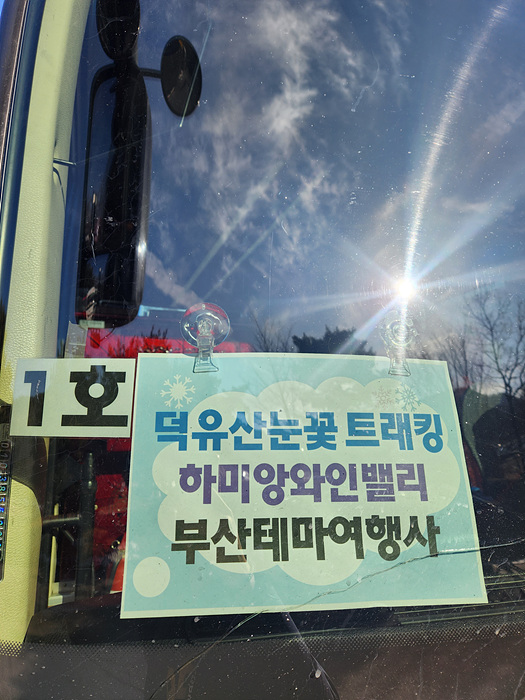 1호
덕유산눈꽃 트래킹
하미앙와인밸리
부산테마여행사